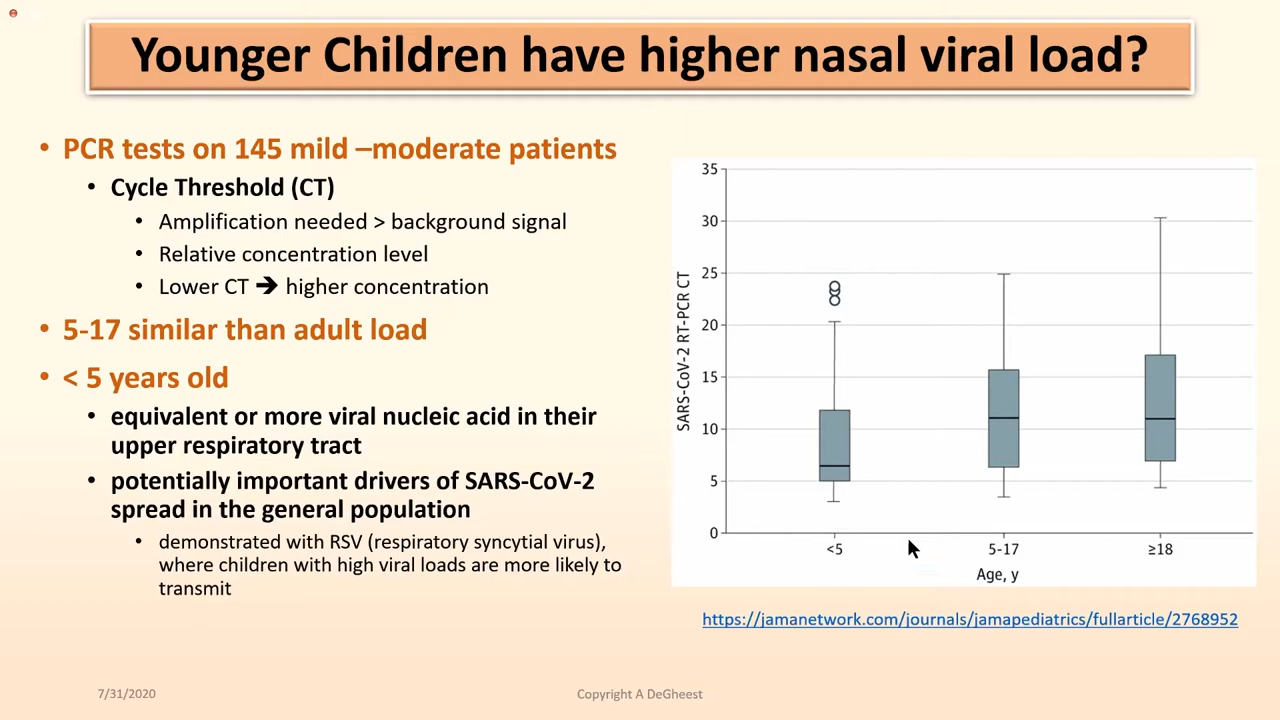 Younger Children have higher nasal viral load?
• PCR tests on 145 mild –moderate patients
• Cycle Threshold (CT)
• Amplification needed > background signal
• Relative concentration level
• Lower CT 🡲 higher concentration
• 5-17 similar than adult load
• < 5 years old
• equivalent or more viral nucleic acid in their
upper respiratory tract
• potentially important drivers of SARS-CoV-2
spread in the general population
• demonstrated with RSV (respiratory syncytial virus),
where children with high viral loads are more likely to
transmit
SARS-CoV-2 RT-PCR CT
35
30
25
20
15
10
5
0
<5
5-17
≥18
Age, y
https://jamanetwork.com/journals/jamapediatrics/fullarticle/2768952
7/31/2020
Copyright A DeGheest